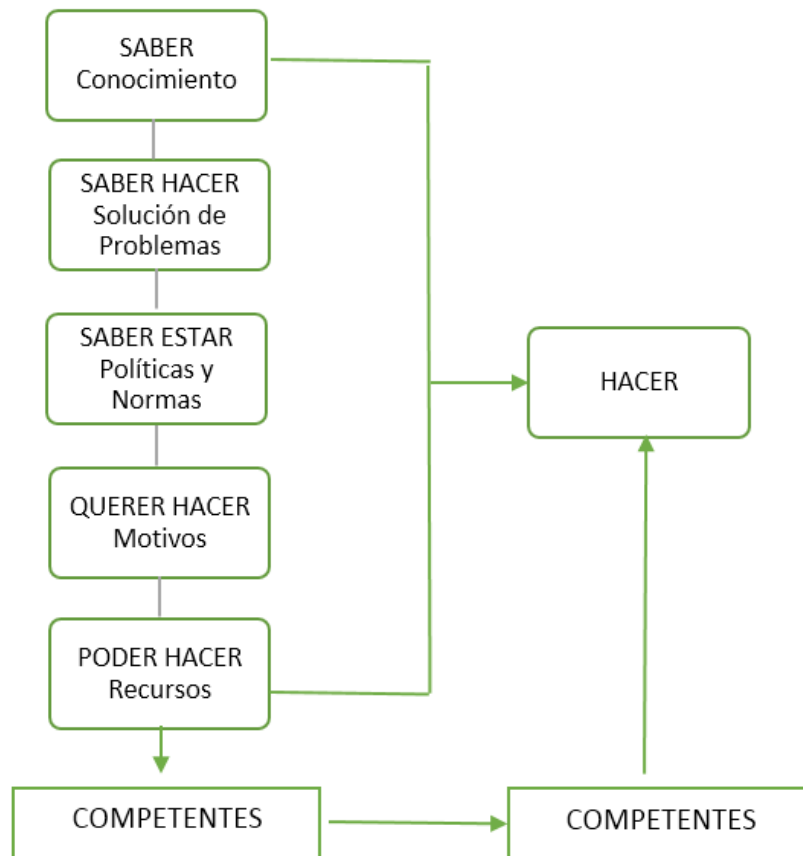 SABER
Conocimiento
SABER HACER
Solución de
Problemas
SABER ESTAR
Políticas y
Normas
QUERER HACER
Motivos
PODER HACER
Recursos
HACER
COMPETENTES
COMPETENTES